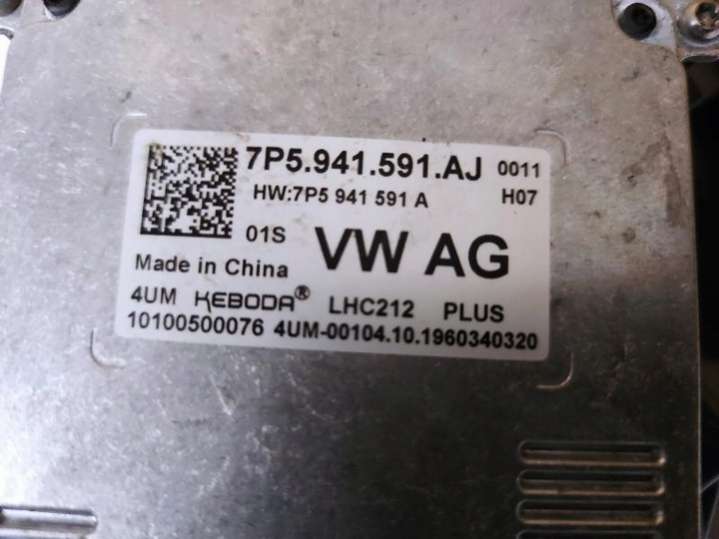 7P5.941.591.AJ 0011
HW:7P5 941 591 A H07
01S VW AG
Made in China
4UM KEBODA® LHC212 PLUS
10100500076 4UM-00104.10.1960340320